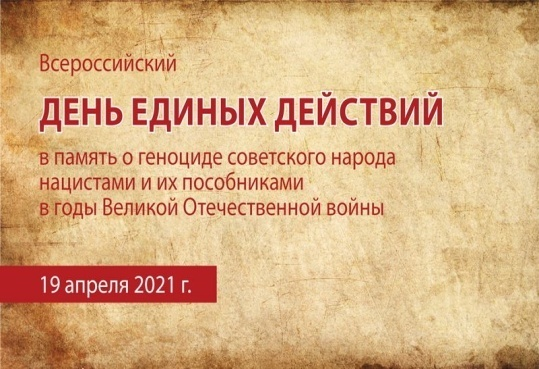 Всероссийский
ДЕНЬ ЕДИНЫХ ДЕЙСТВИЙ
в память о геноциде советского народа
нацистами и их пособниками
в годы Великой Отечественной войны
19 апреля 2021 г.